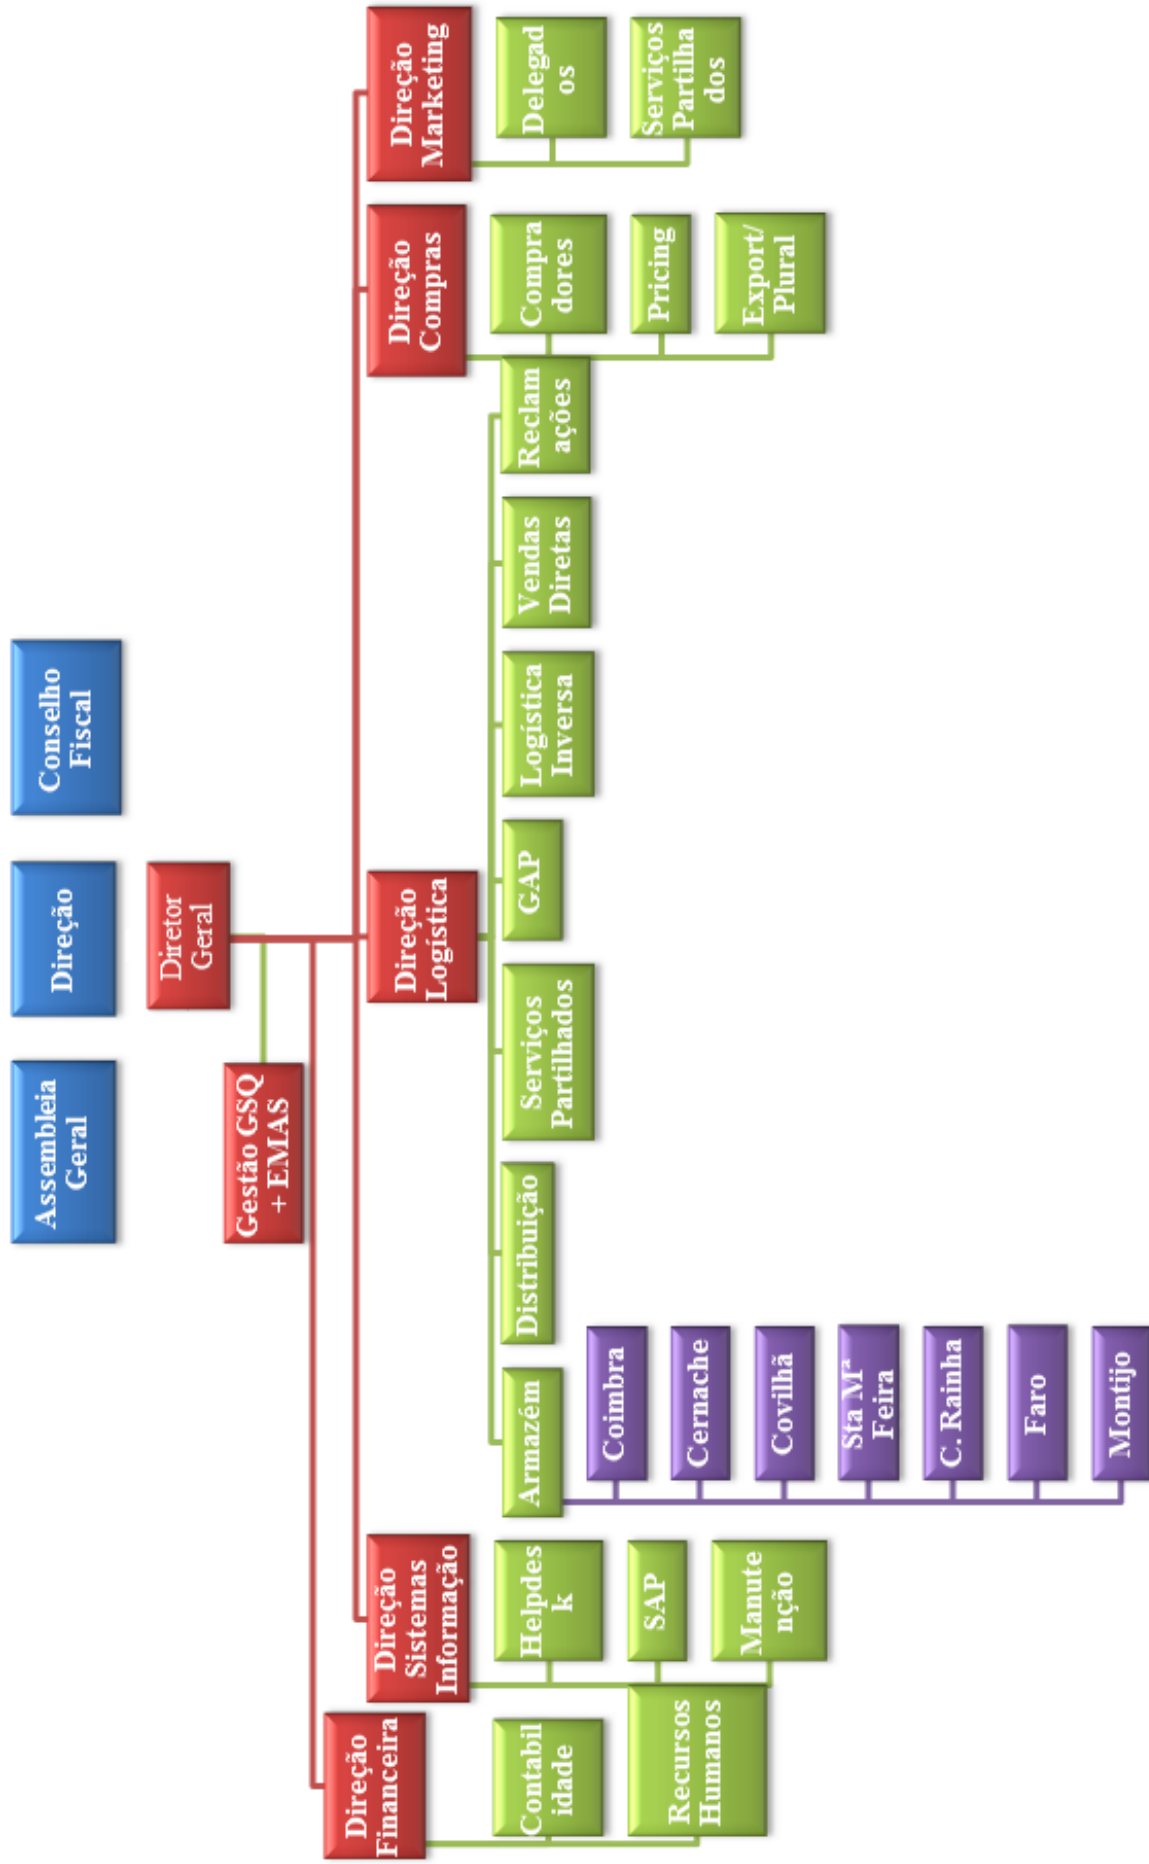 Assembleia
Geral
Direção
Conselho
Fiscal
Diretor
Geral
Gestão GSQ
+ EMAS
Direção
Financeira
Contabil
idade
Recursos
Humanos
Direção
Sistemas
Informação
Helpdes
k
SAP
Manute
nção
Direção
Logística
Armazém
Coimbra
Cernache
Covilhã
Sta Mª
Feira
C. Rainha
Faro
Montijo
Distribuição
Serviços
Partilhados
GAP
Logística
Inversa
Vendas
Diretas
Reclam
ações
Direção
Compras
Compra
dores
Pricing
Export/
Plural
Direção
Marketing
Delegad
os
Serviços
Partilha
dos